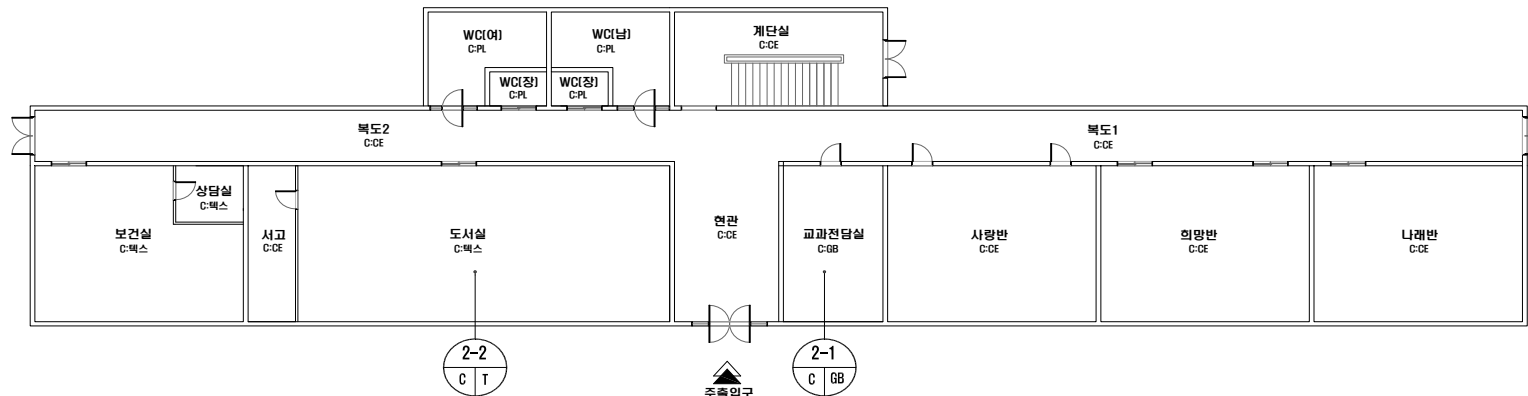 WC(여)
C:PL
WC(남)
C:PL
계단실
C:CE
WC(장)
C:PL
WC(장)
C:PL
복도2
C:CE
복도1
C:CE
상담실
C:텍스
보건실
C:텍스
서고
C:CE
도서실
C:텍스
현관
C:CE
교과전담실
C:GB
사랑반
C:CE
희망반
C:CE
나래반
C:CE
2-2
C T
2-1
C GB
주출입구